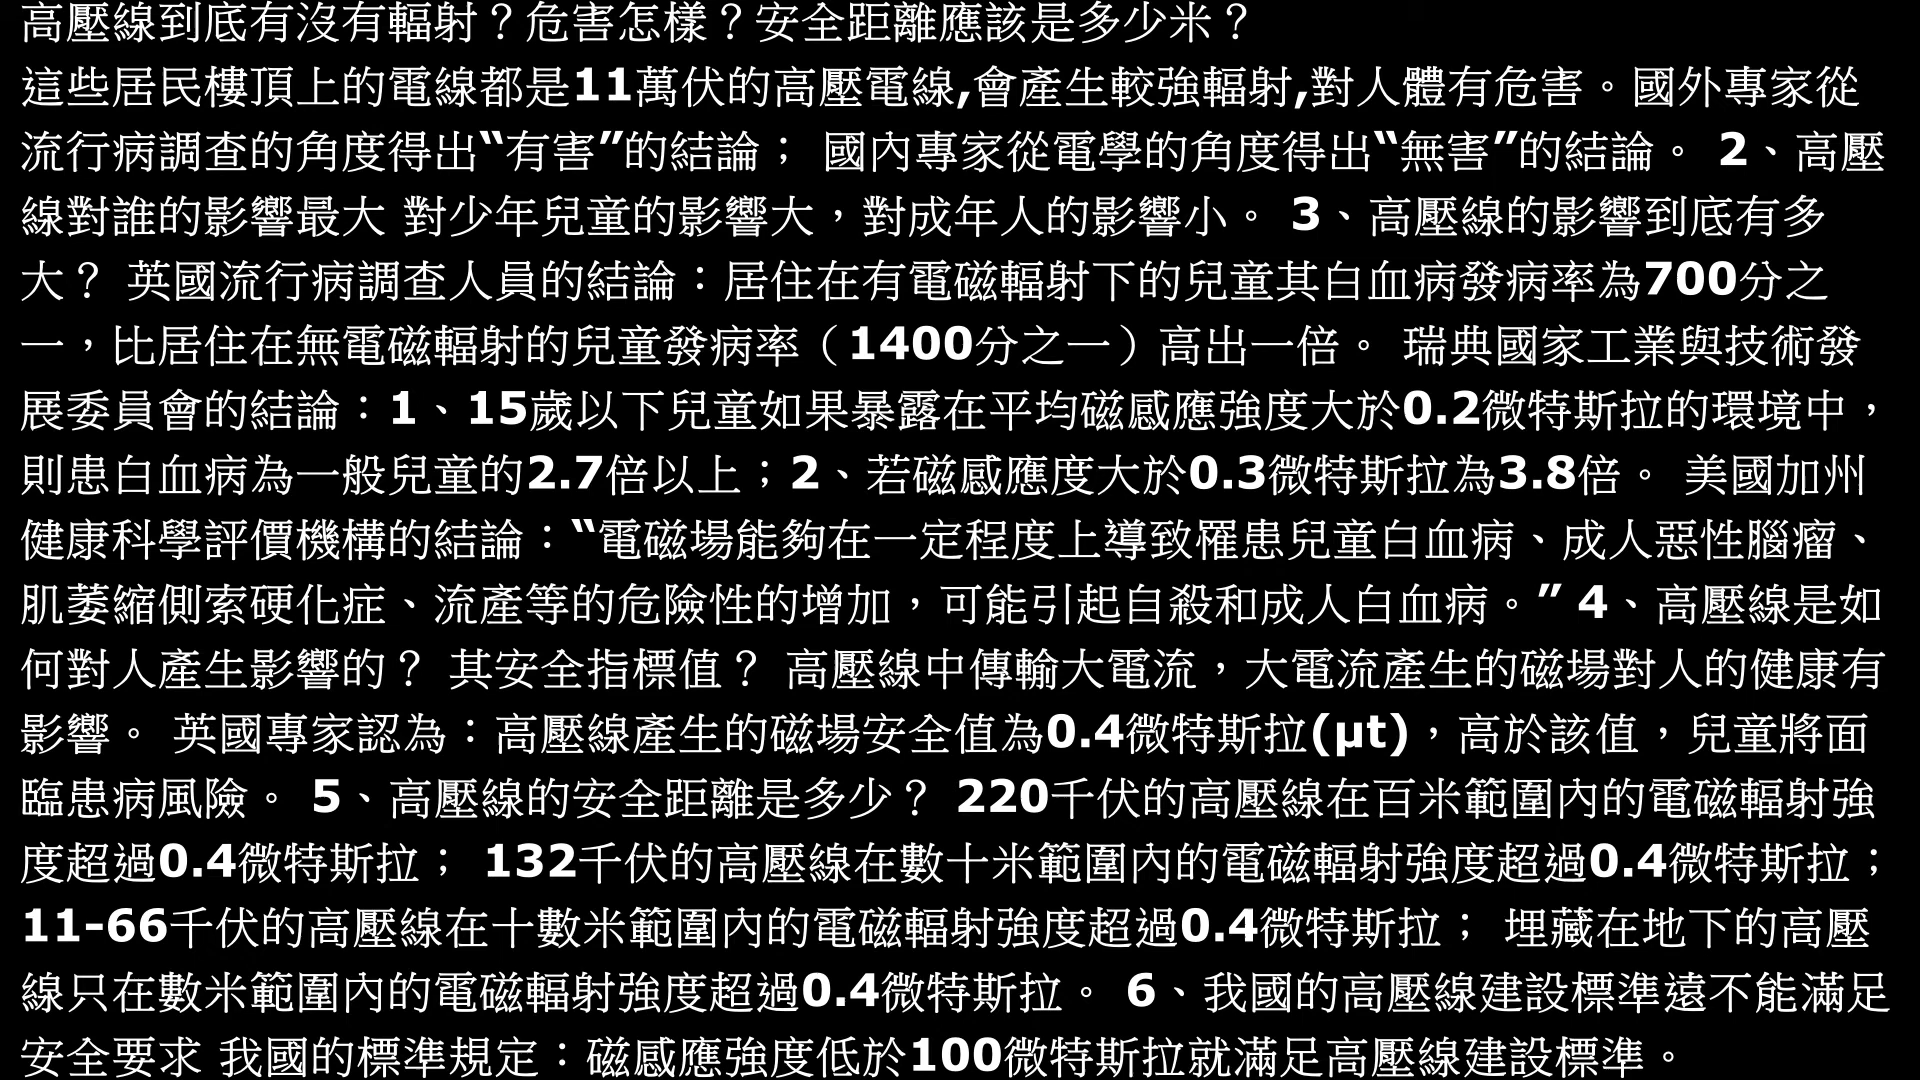 高壓線到底有沒有輻射？危害怎樣？安全距離應該是多少米？
這些居民樓頂上的電線都是11萬伏的高壓電線,會產生較強輻射,對人體有危害。國外專家從
流行病調查的角度得出“有害”的結論； 國內專家從電學的角度得出“無害”的結論。 2、高壓
線對誰的影響最大 對少年兒童的影響大，對成年人的影響小。 3、高壓線的影響到底有多
大？ 英國流行病調查人員的結論：居住在有電磁輻射下的兒童其白血病發病率為700分之
一，比居住在無電磁輻射的兒童發病率（1400分之一）高出一倍。 瑞典國家工業與技術發
展委員會的結論：1、15歲以下兒童如果暴露在平均磁感應強度大於0.2微特斯拉的環境中，
則患白血病為一般兒童的2.7倍以上；2、若磁感應度大於0.3微特斯拉為3.8倍。 美國加州
健康科學評價機構的結論：“電磁場能夠在一定程度上導致罹患兒童白血病、成人惡性腦瘤、
肌萎縮側索硬化症、流產等的危險性的增加，可能引起自殺和成人白血病。” 4、高壓線是如
何對人產生影響的？ 其安全指標值？ 高壓線中傳輸大電流，大電流產生的磁場對人的健康有
影響。 英國專家認為：高壓線產生的磁場安全值為0.4微特斯拉(μt)，高於該值，兒童將面
臨患病風險。 5、高壓線的安全距離是多少？ 220千伏的高壓線在百米範圍內的電磁輻射強
度超過0.4微特斯拉； 132千伏的高壓線在數十米範圍內的電磁輻射強度超過0.4微特斯拉；
11-66千伏的高壓線在十數米範圍內的電磁輻射強度超過0.4微特斯拉； 埋藏在地下的高壓
線只在數米範圍內的電磁輻射強度超過0.4微特斯拉。 6、我國的高壓線建設標準遠不能滿足
安全要求 我國的標準規定：磁感應強度低於100微特斯拉就滿足高壓線建設標準。